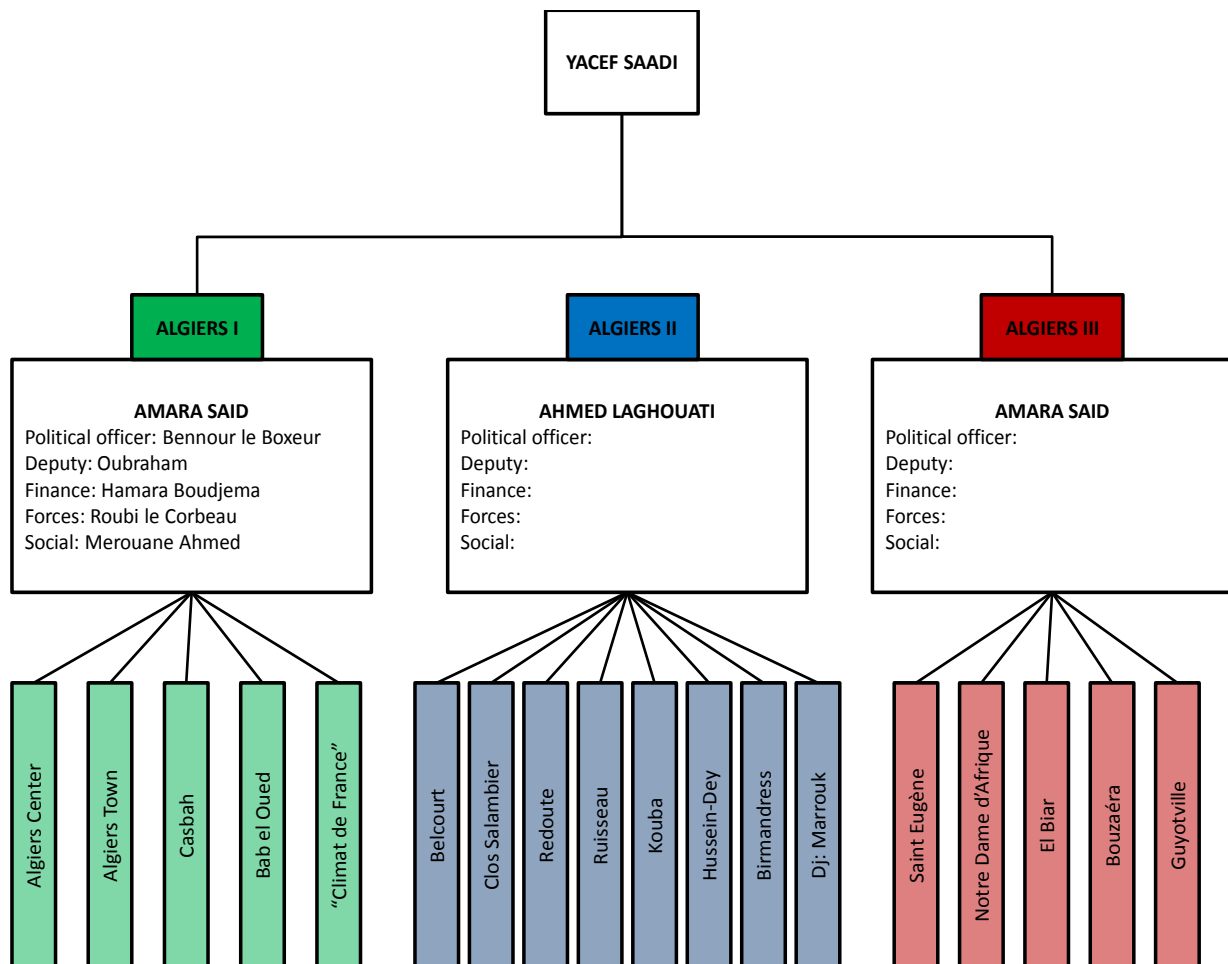 YACEF SAADI
ALGIERS I
AMARA SAID
Political officer: Bennour le Boxeur
Deputy: Oubraham
Finance: Hamara Boudjema
Forces: Roubi le Corbeau
Social: Merouane Ahmed
ALGIERS II
AHMED LAGHOUATI
Political officer:
Deputy:
Finance:
Forces:
Social:
ALGIERS III
AMARA SAID
Political officer:
Deputy:
Finance:
Forces:
Social:
Algiers Center
Algiers Town
Casbah
Bab el Oued
“Climat de France”
Belcourt
Clos Salambier
Redoute
Ruisseau
Kouba
Hussein-Dey
Birmandress
Dj: Marrouk
Saint Eugène
Notre Dame d’Afrique
El Biar
Bouzaéra
Guyotville